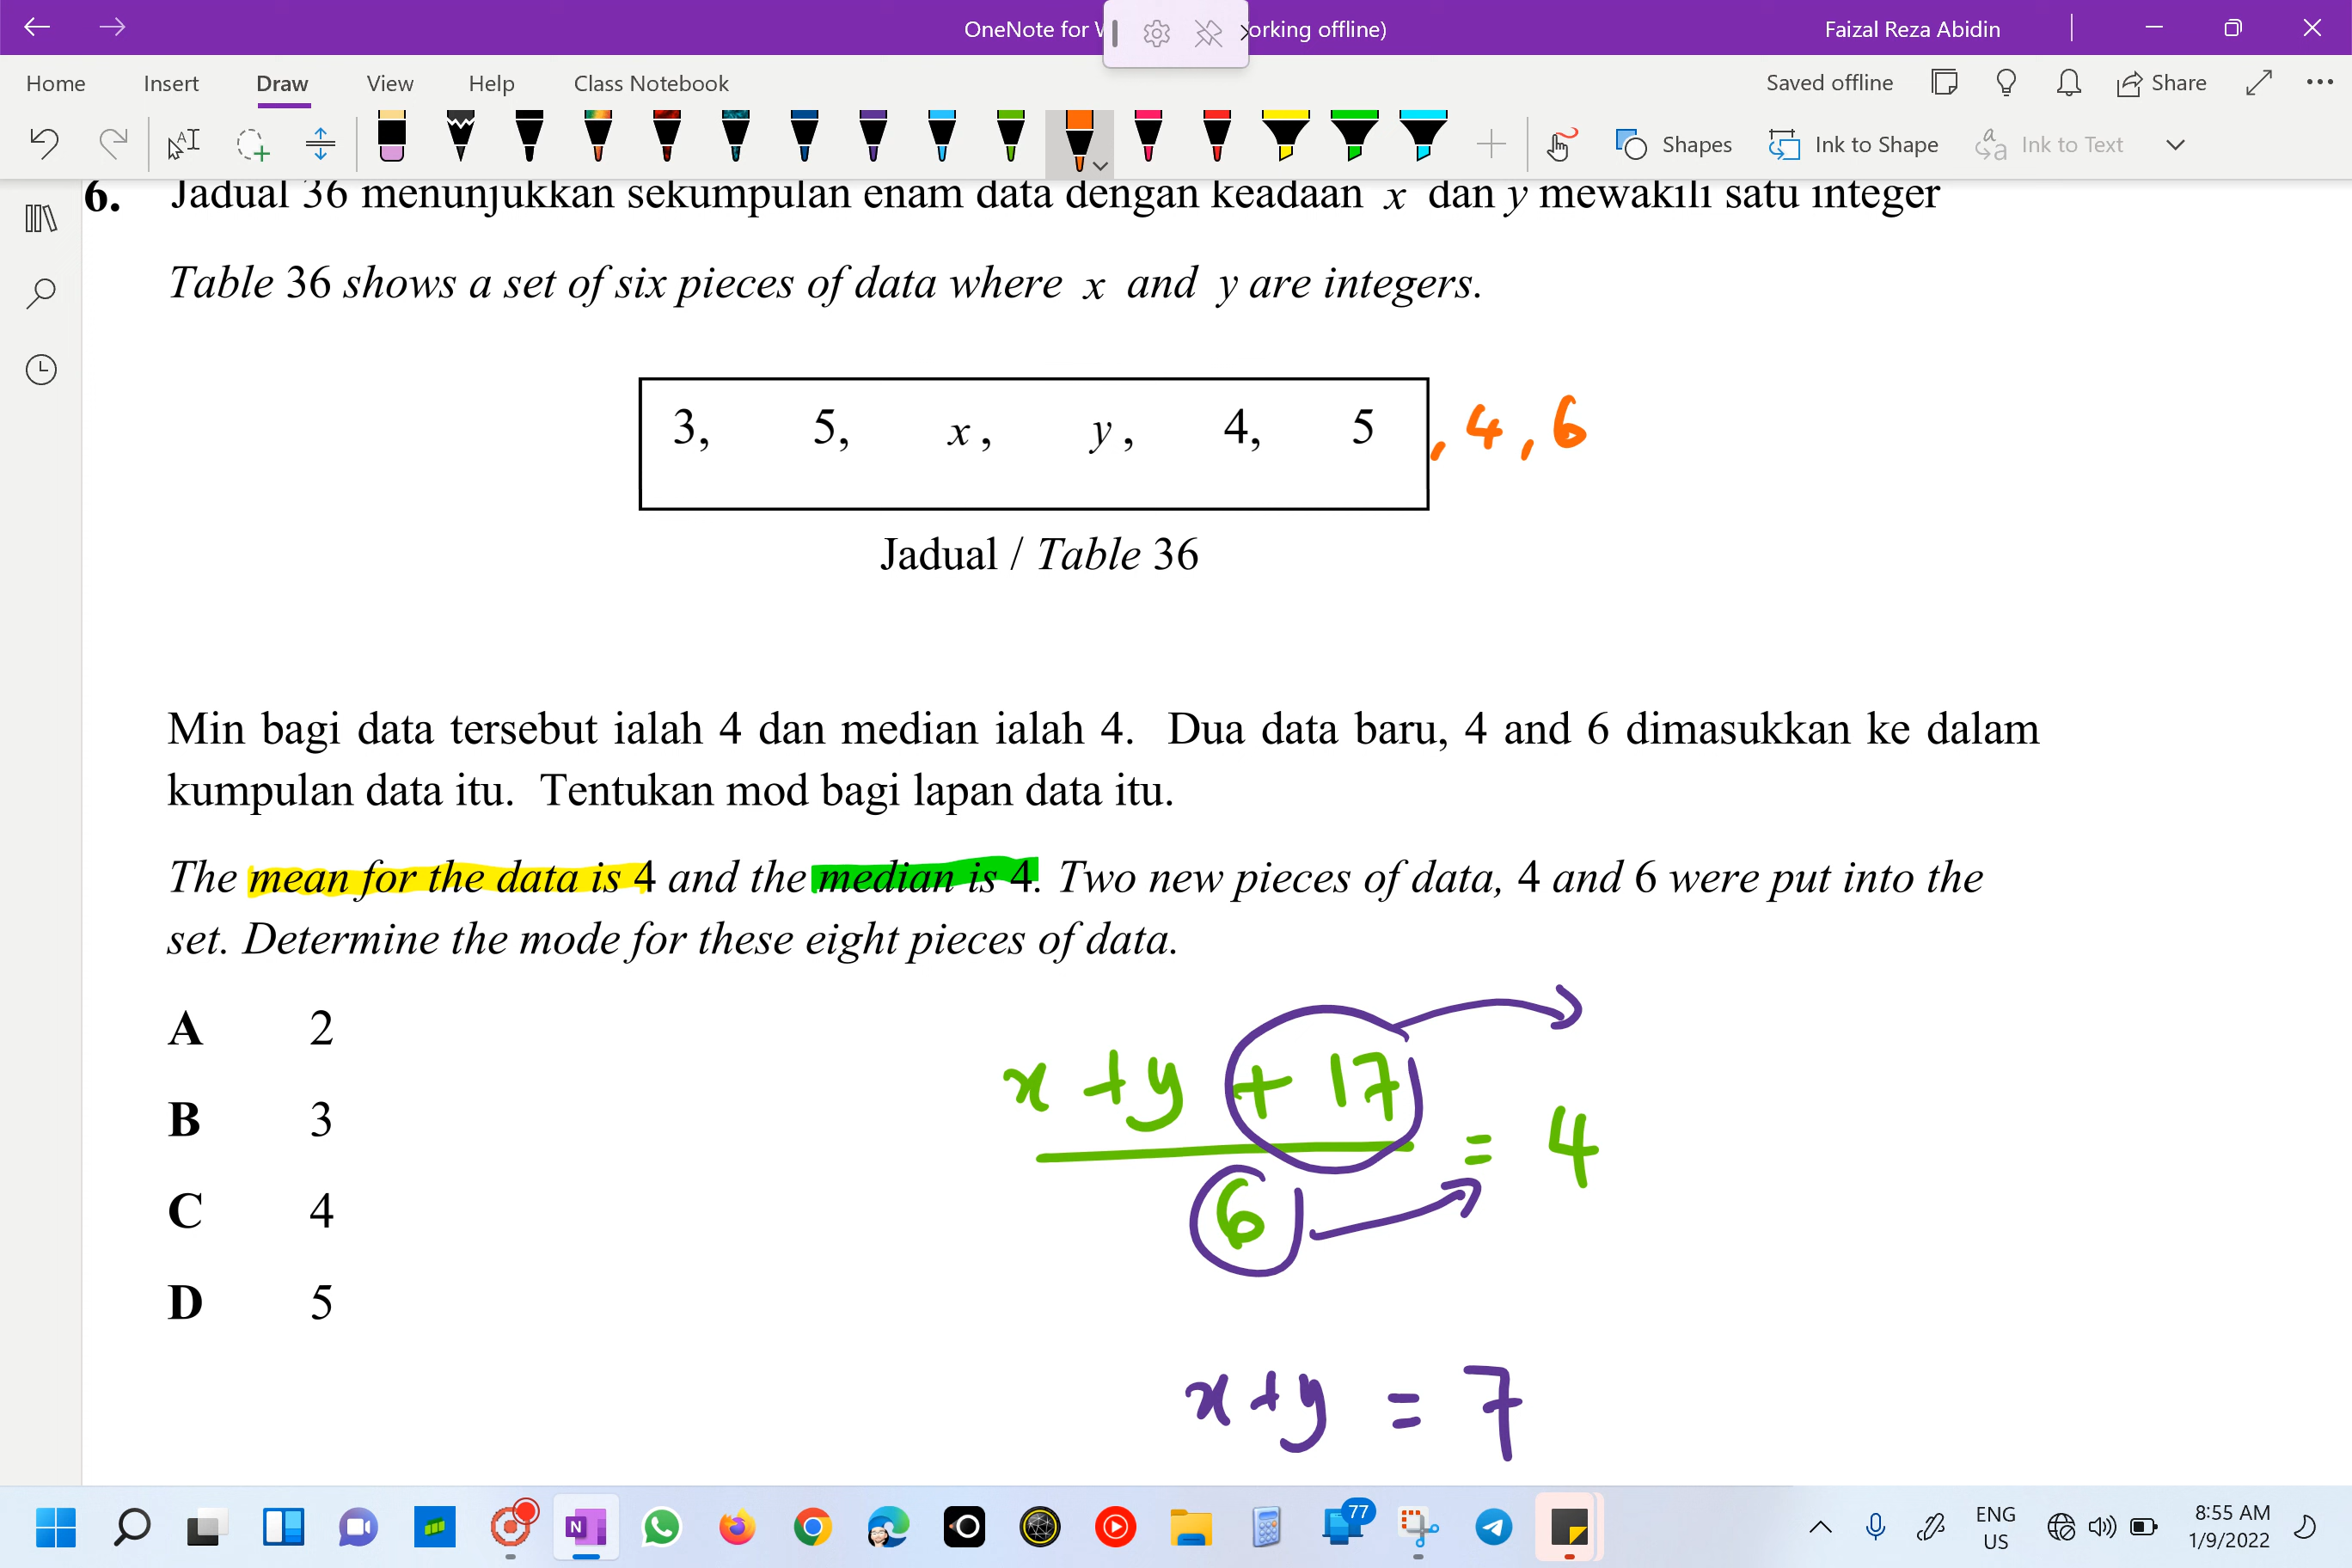 OneNote for W
orking offline)
Faizal Reza Abidin
Home Insert Draw View Help Class Notebook
Saved offline Share
Shapes Ink to Shape Ink to Text
6. Jadual 36 menunjukkan sekumpulan enam data dengan keadaan x dan y mewakili satu integer
Table 36 shows a set of six pieces of data where x and y are integers.
3, 5, x, y, 4, 5 , 4, 6
Jadual / Table 36
Min bagi data tersebut ialah 4 dan median ialah 4. Dua data baru, 4 and 6 dimasukkan ke dalam
kumpulan data itu. Tentukan mod bagi lapan data itu.
The mean for the data is 4 and the median is 4. Two new pieces of data, 4 and 6 were put into the
set. Determine the mode for these eight pieces of data.
A 2
B 3
C 4
D 5
x + y + 17
= 4
6
x + y = 7
77
ENG
US
8:55 AM
1/9/2022